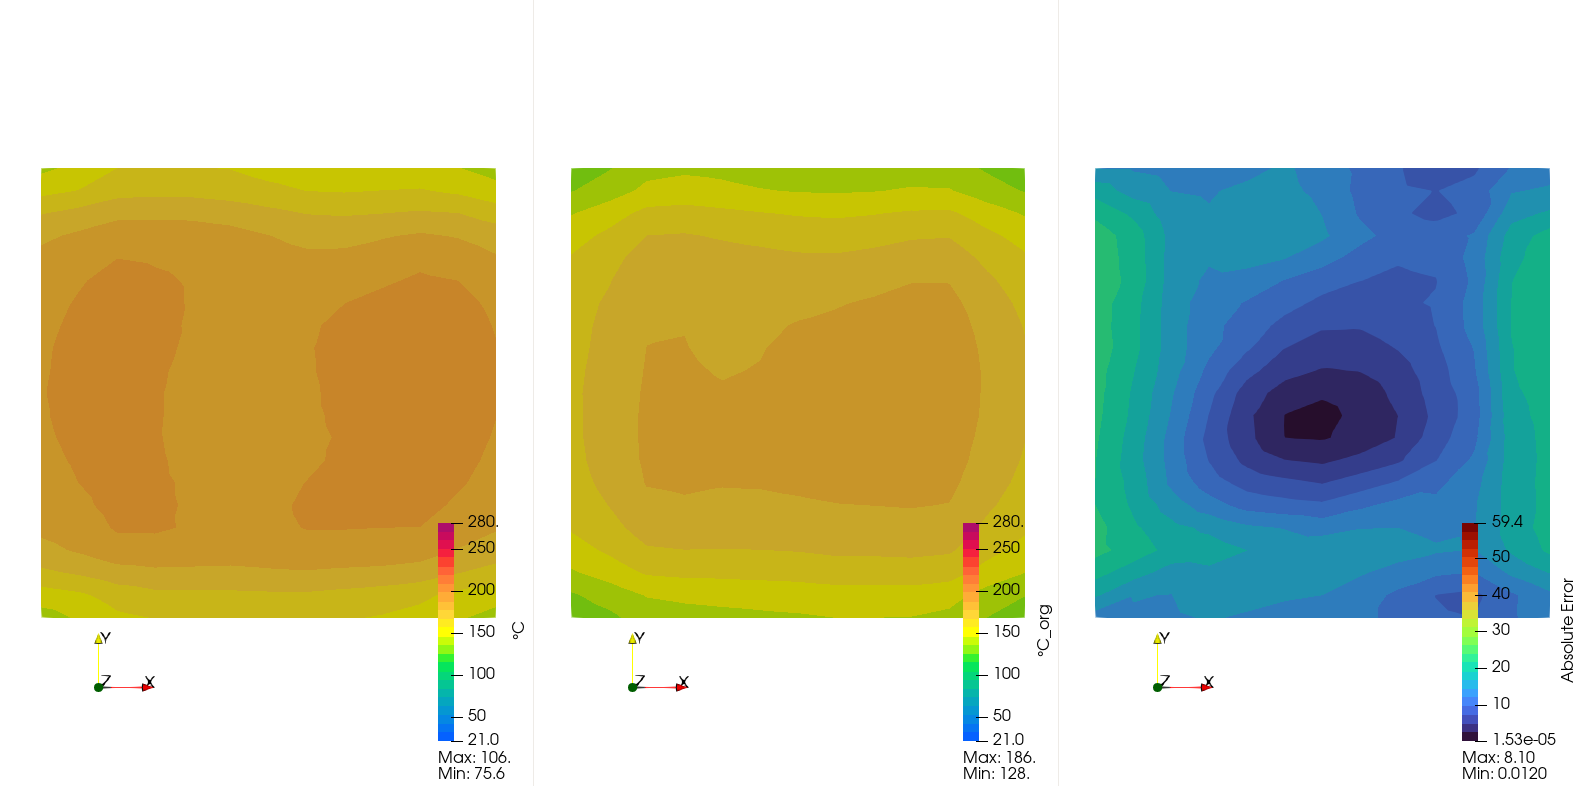 280.
250
200
150
100
50
21.0
°C
Max: 106.
Min: 75.6
Y
Z
X
280.
250
200
150
100
50
21.0
°C_org
Max: 186.
Min: 128.
Y
Z
X
59.4
50
40
30
20
10
1.53e-05
Absolute Error
Max: 8.10
Min: 0.0120
Y
Z
X